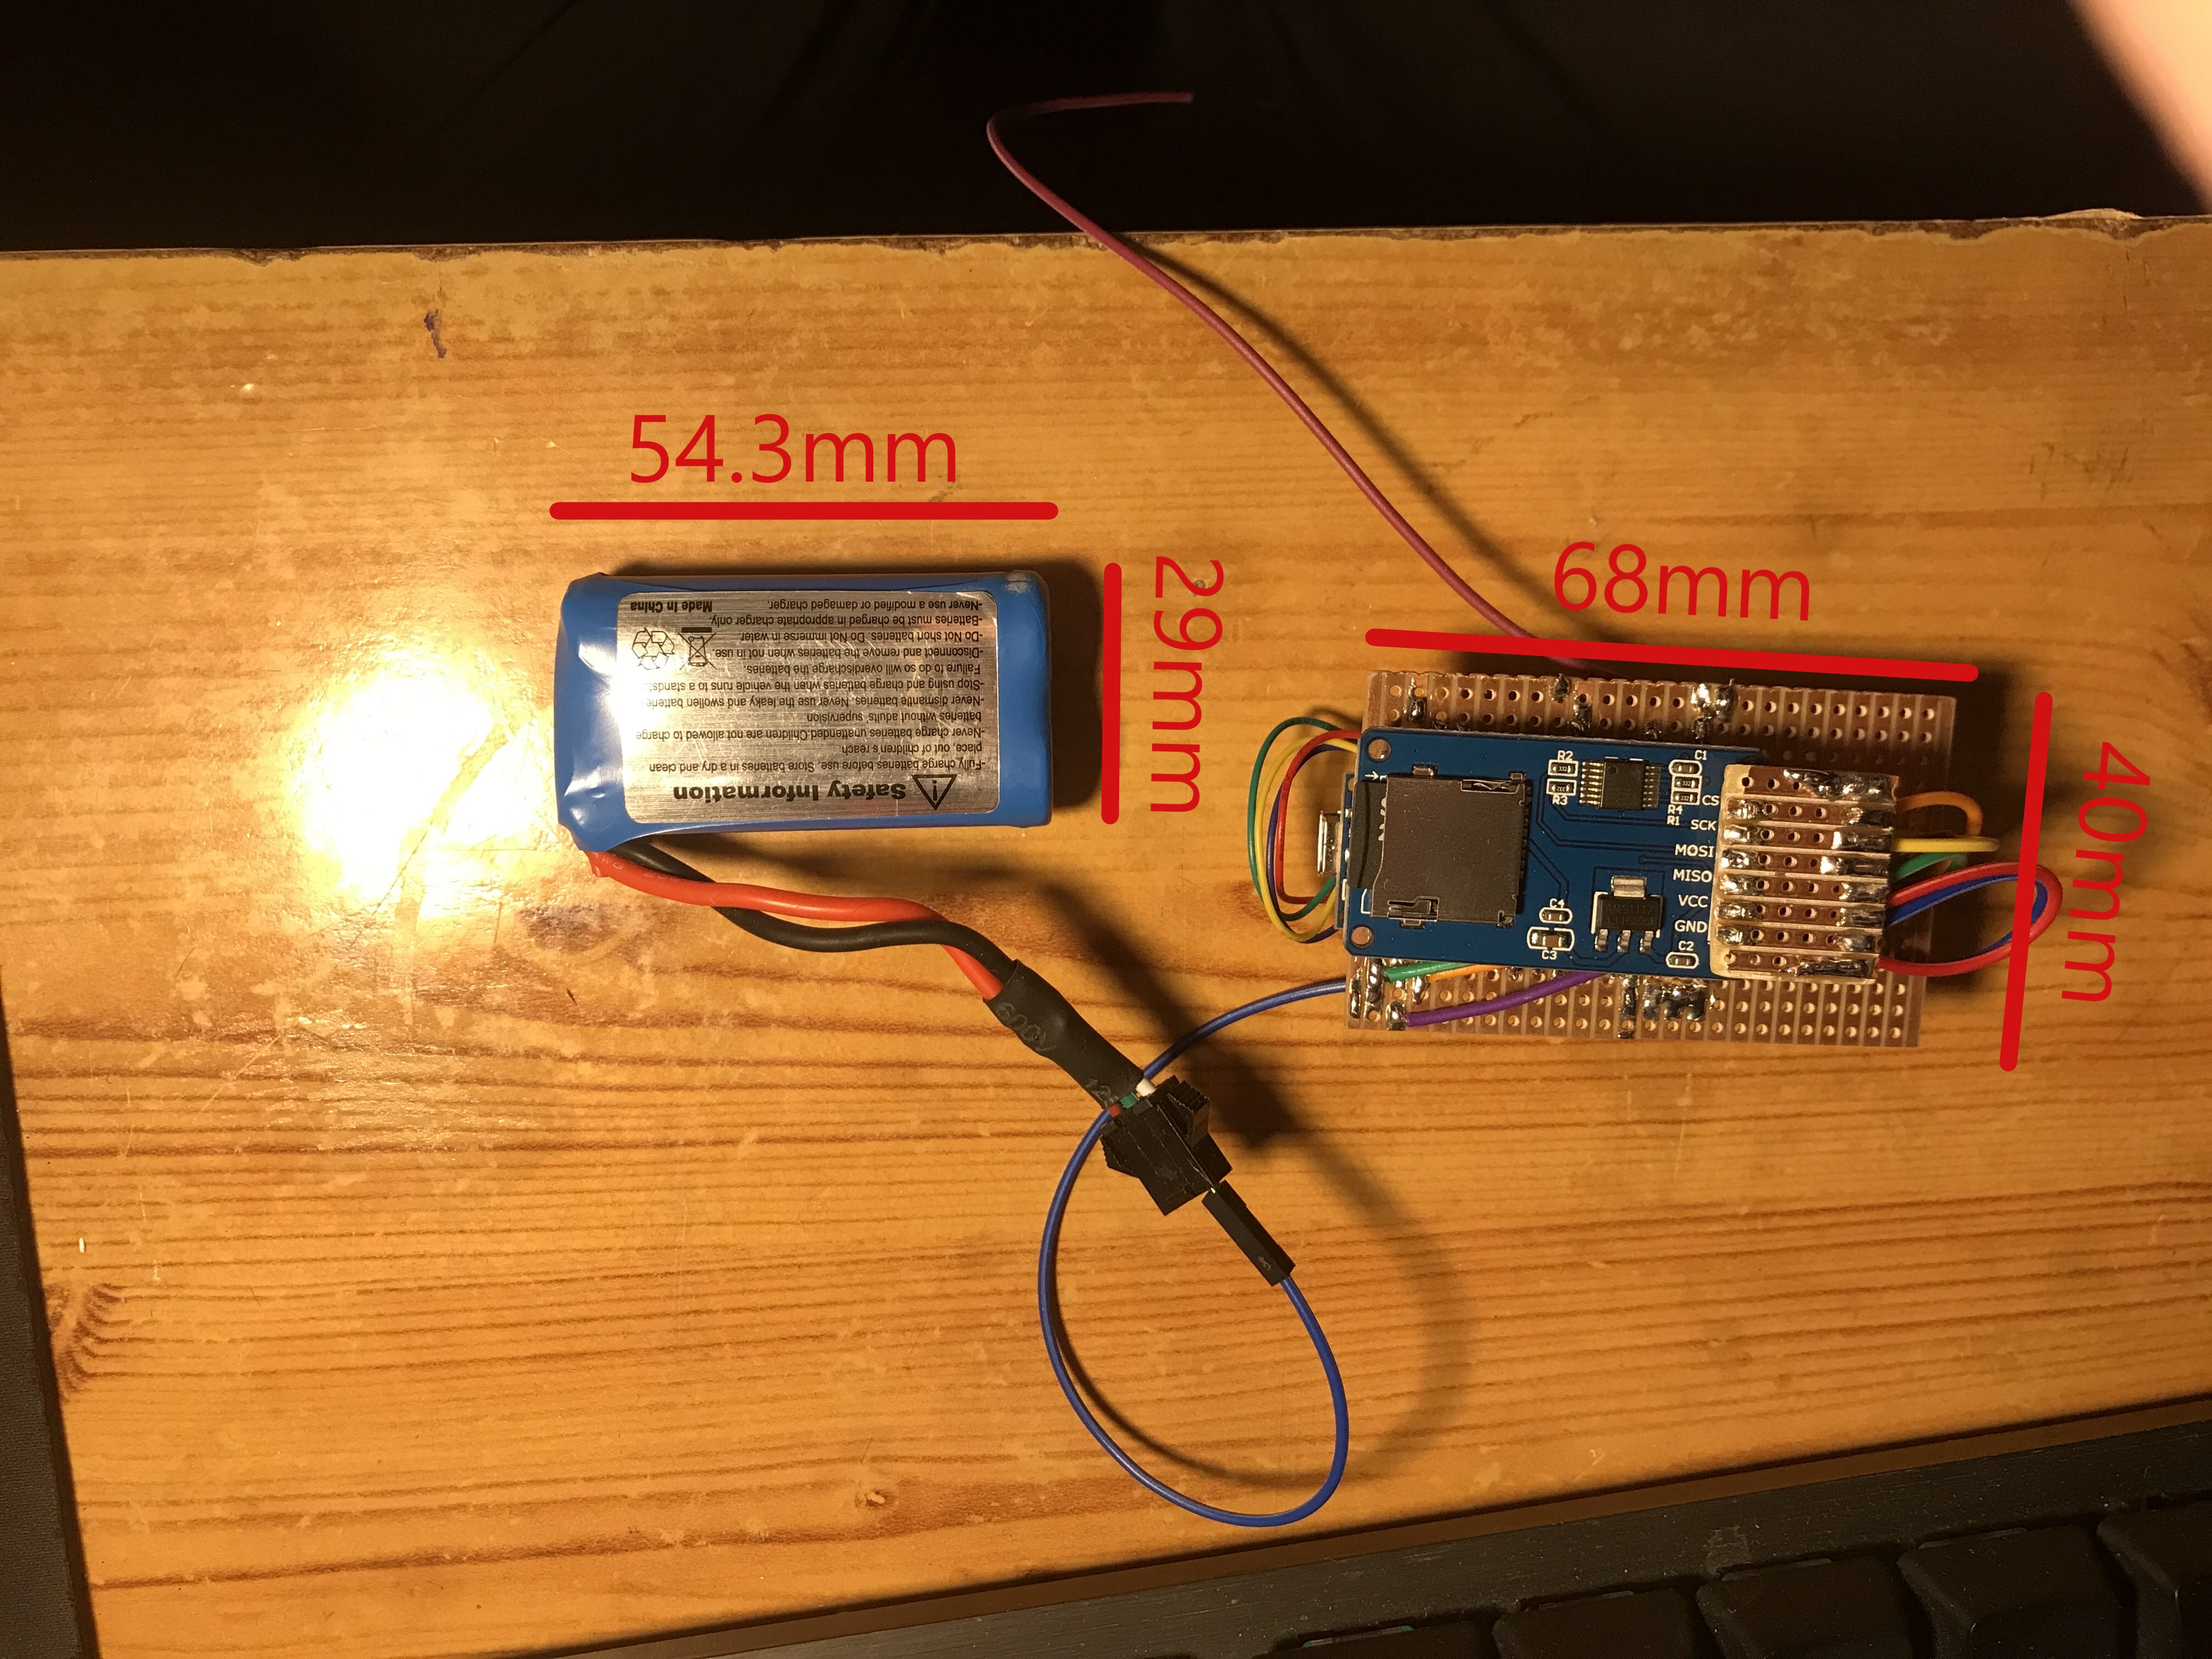 54.3mm
29mm
68mm
40mm
Safety Information
-Fully charge batteries before use. Store batteries in a dry and clean
place, out of children's reach
-Never charge batteries unattended.Children are not allowed to charge
batteries without adults, supervision.
-Never dismantle batteries, Never use the leaky and swollen batterie
-Stop using and charge batteries when the vehicle runs to a stands
Failure to do so will overdischarge the batteries.
-Disconnect and remove the batteries when not in use.
-Do Not short batteries. Do Not immerse in water.
-Batteries must be charged in appropriate charger only.
-Never use a modified or damaged charger.
Made In China
600V
R2
R3
C1
CS
R4
R1
SCK
MOSI
MISO
VCC
GND
C2
C4
C3